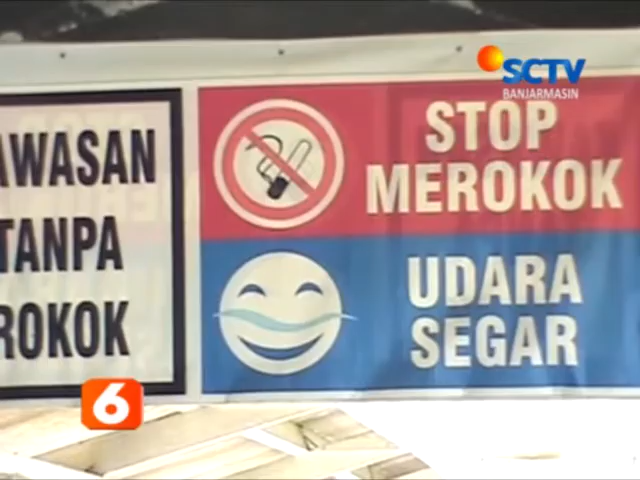 SCTV
BANJARMASIN
AWASAN
TANPA
ROKOK
STOP
MEROKOK
UDARA
SEGAR
6